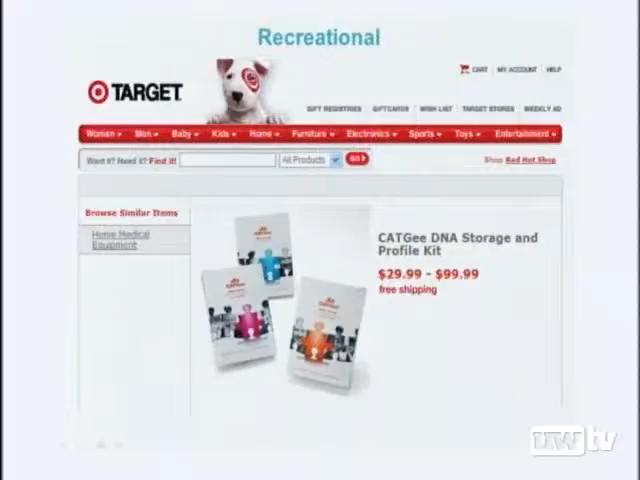 Recreational
TARGET
CART MY ACCOUNT HELP
GIFT REGISTRIES GIFTCARDS WISH LIST TARGET STORES WEEKLY AD
Women Men Baby Kids Home Furniture Electronics Sports Toys Entertainment
Want it? Need it? Find it! All Products GO
Shop Red Hot Shop
Browse Similar Items
Home Medical
Equipment
CATGee DNA Storage and
Profile Kit
$29.99 - $99.99
free shipping
uwtv